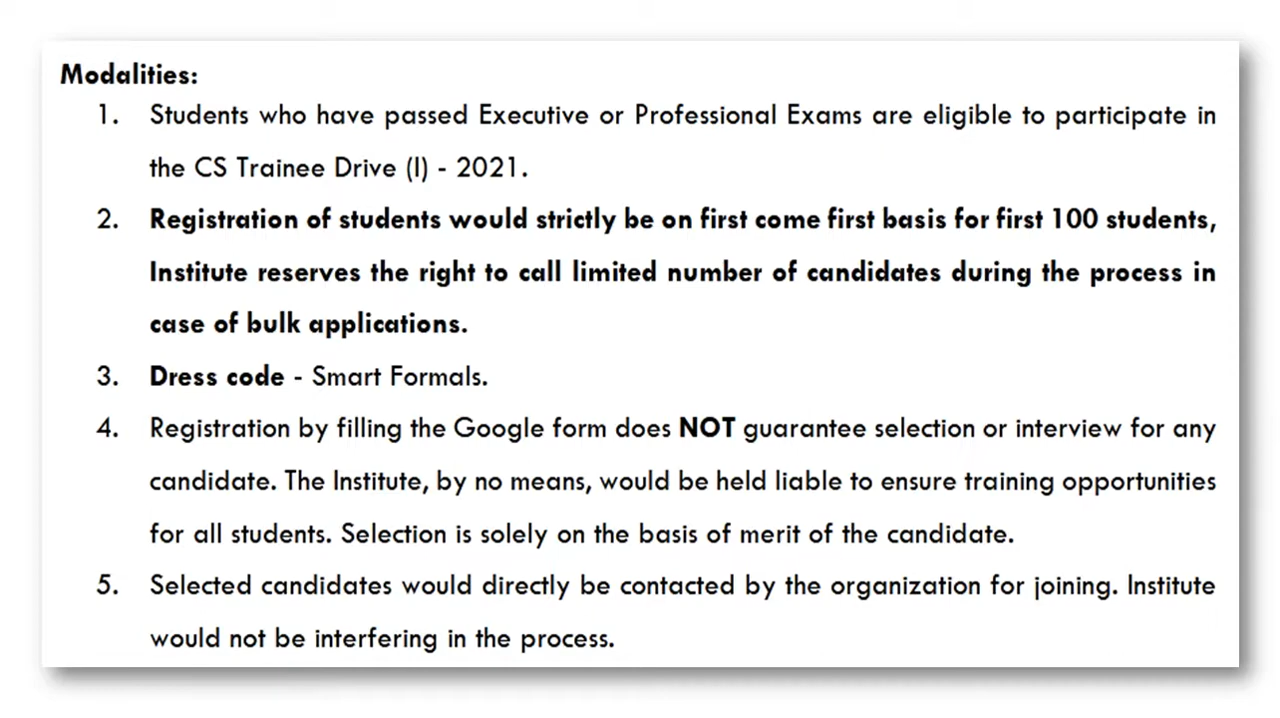 Modalities:
1. Students who have passed Executive or Professional Exams are eligible to participate in
the CS Trainee Drive (I) - 2021.
2. Registration of students would strictly be on first come first basis for first 100 students,
Institute reserves the right to call limited number of candidates during the process in
case of bulk applications.
3. Dress code - Smart Formals.
4. Registration by filling the Google form does NOT guarantee selection or interview for any
candidate. The Institute, by no means, would be held liable to ensure training opportunities
for all students. Selection is solely on the basis of merit of the candidate.
5. Selected candidates would directly be contacted by the organization for joining. Institute
would not be interfering in the process.